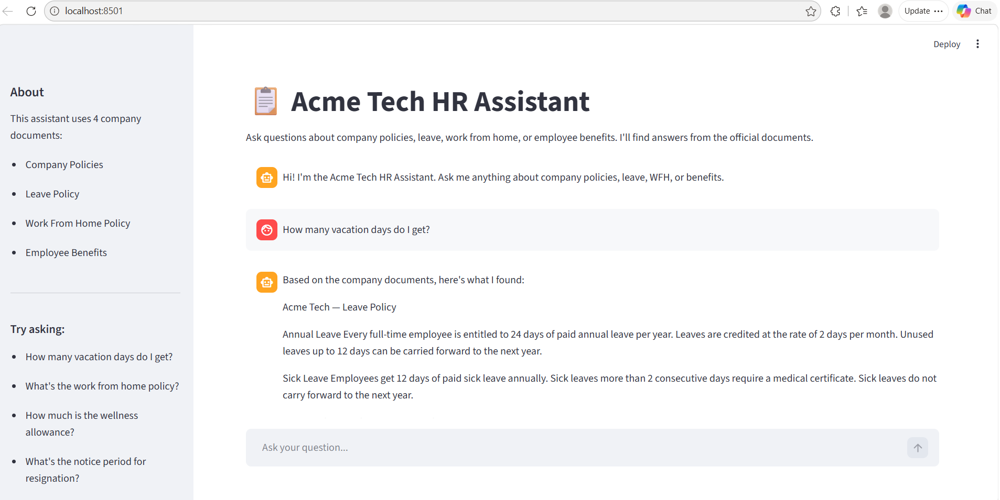 localhost:8501
Update
Chat
Deploy
About
This assistant uses 4 company
documents:
Company Policies
Leave Policy
Work From Home Policy
Employee Benefits
Try asking:
How many vacation days do I get?
What's the work from home policy?
How much is the wellness
allowance?
What's the notice period for
resignation?
Acme Tech HR Assistant
Ask questions about company policies, leave, work from home, or employee benefits. I'll find answers from the official documents.
Hi! I'm the Acme Tech HR Assistant. Ask me anything about company policies, leave, WFH, or benefits.
How many vacation days do I get?
Based on the company documents, here's what I found:
Acme Tech — Leave Policy
Annual Leave Every full-time employee is entitled to 24 days of paid annual leave per year. Leaves are credited at the rate of 2 days per month. Unused
leaves up to 12 days can be carried forward to the next year.
Sick Leave Employees get 12 days of paid sick leave annually. Sick leaves more than 2 consecutive days require a medical certificate. Sick leaves do not
carry forward to the next year.
Ask your question...